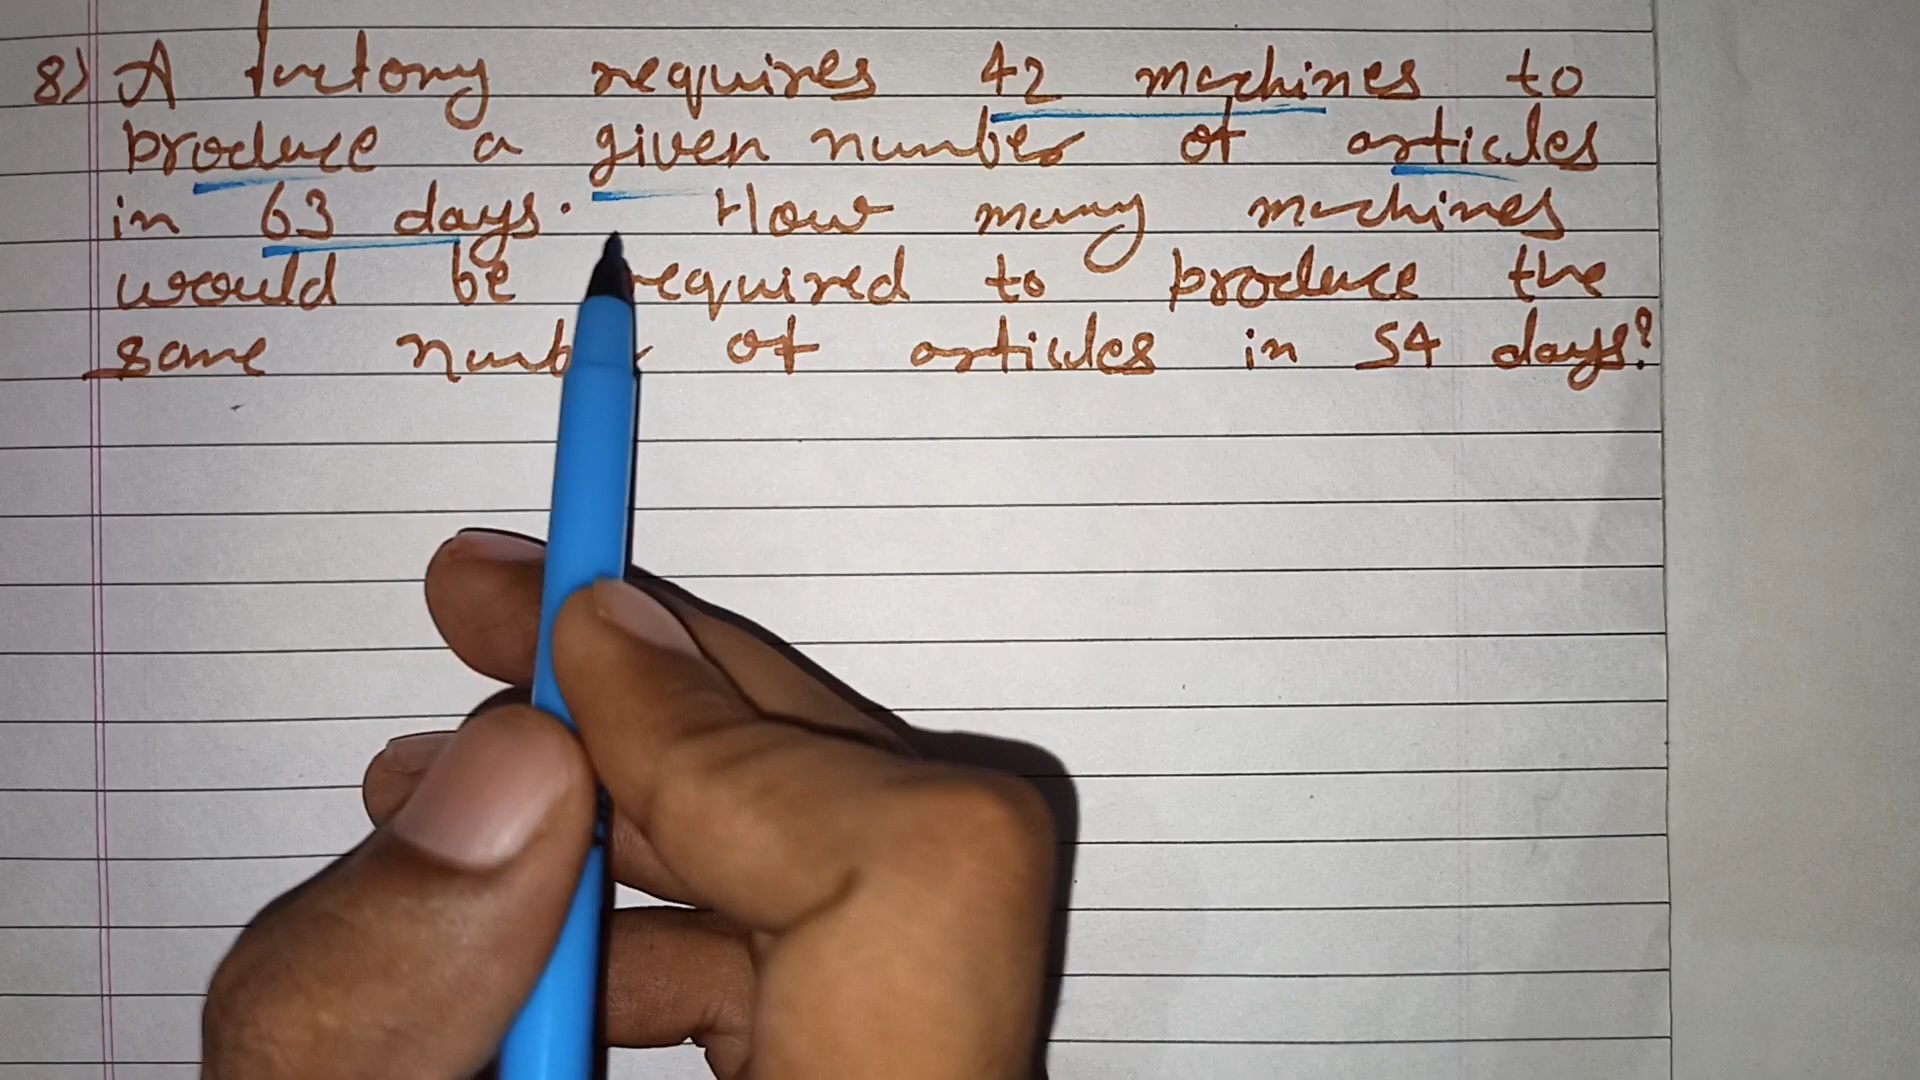 8) A factory requires 42 machines to
produce a given number of articles
in 63 days. How many machines
would be required to produce the
same number of articles in 54 days?